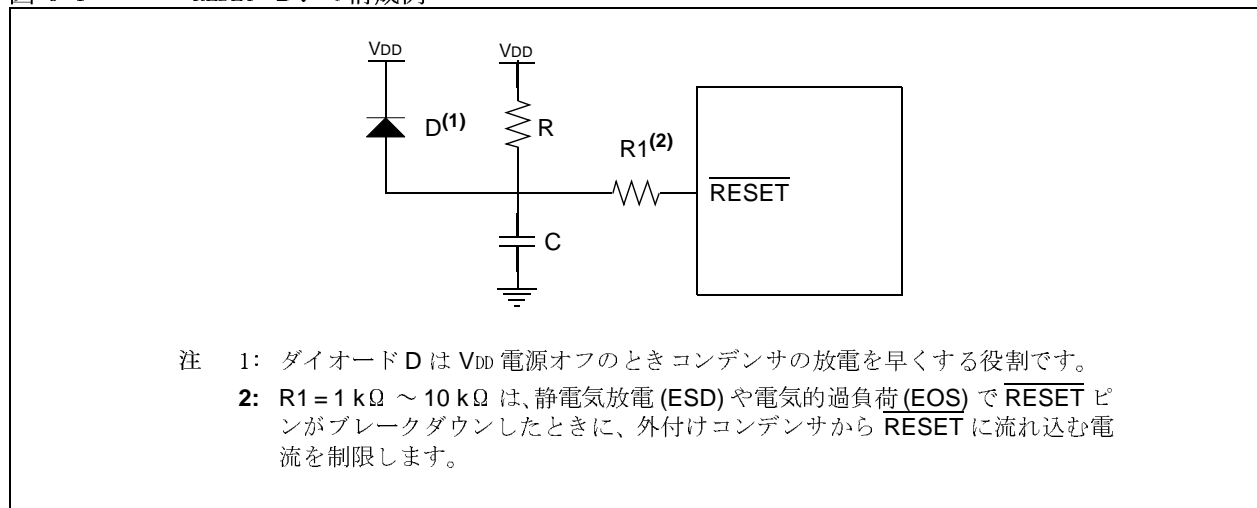 VDD
VDD
D(1)
R
R1(2)
RESET
C
注 1: ダイオード D は VDD 電源オフのときコンデンサの放電を早くする役割です。
2: R1 = 1 kΩ ～ 10 kΩ は、静電気放電 (ESD) や電気的過負荷 (EOS) で RESET ピ
ンがブレークダウンしたときに、外付けコンデンサから RESET に流れ込む電
流を制限します。